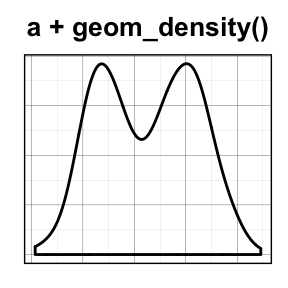 a + geom_density()